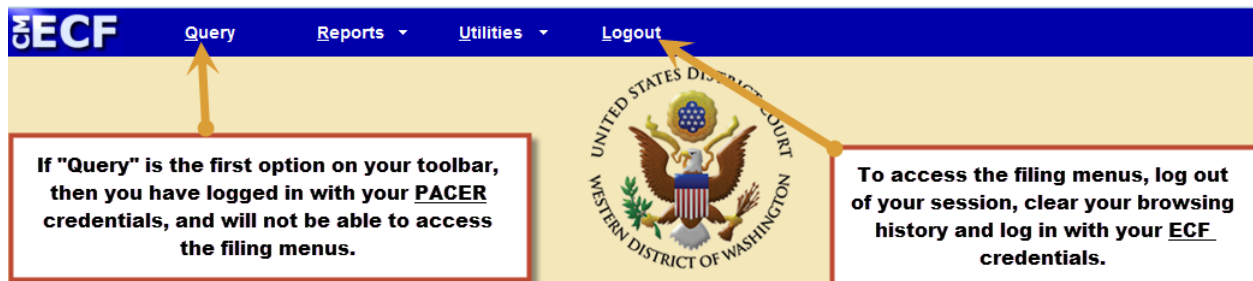 CM ECF Query Reports Utilities Logout
UNITED STATES DISTRICT COURT
WESTERN DISTRICT OF WASHINGTON
If "Query" is the first option on your toolbar,
then you have logged in with your PACER
credentials, and will not be able to access
the filing menus.
To access the filing menus, log out
of your session, clear your browsing
history and log in with your ECF
credentials.